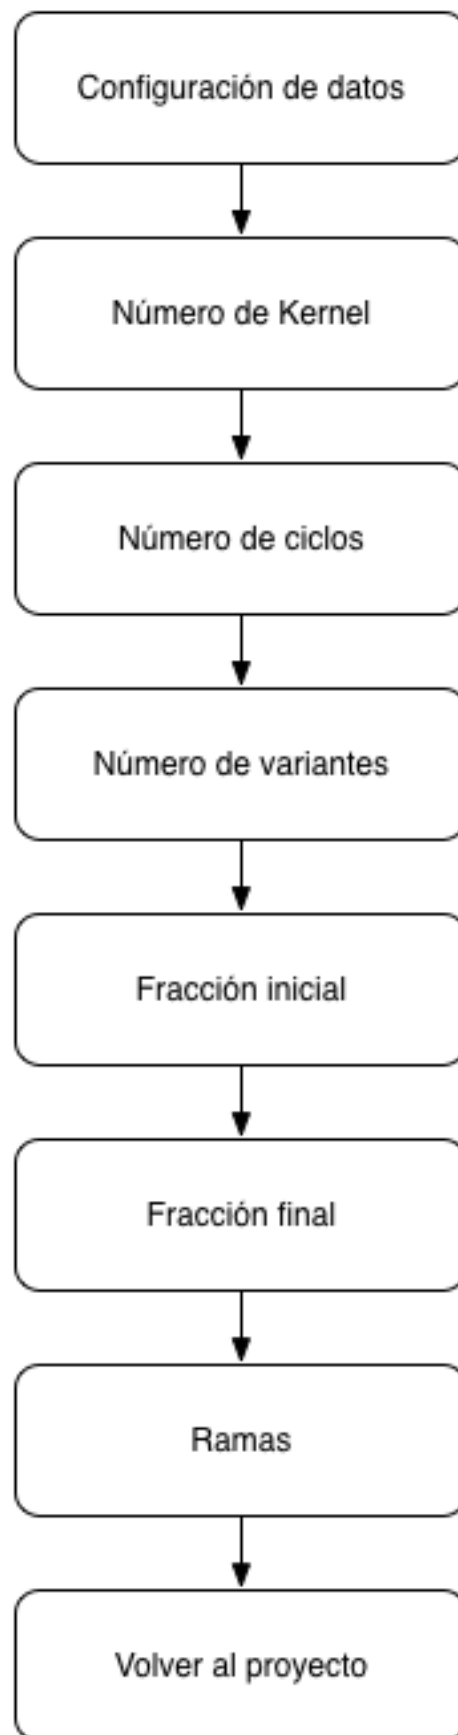 Configuración de datos
Número de Kernel
Número de ciclos
Número de variantes
Fracción inicial
Fracción final
Ramas
Volver al proyecto